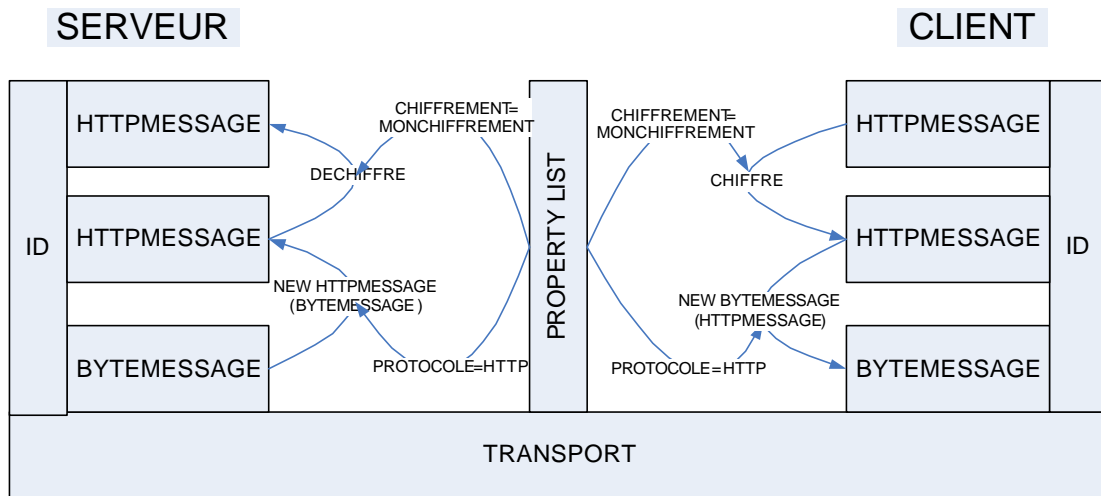 SERVEUR
CLIENT
HTTPMESSAGE
CHIFFREMENT=
MONCHIFFREMENT
DECHIFFRE
HTTPMESSAGE
ID
NEW HTTPMESSAGE
(BYTEMESSAGE )
PROTOCOLE=HTTP
BYTEMESSAGE
PROPERTY LIST
CHIFFREMENT=
MONCHIFFREMENT
CHIFFRE
HTTPMESSAGE
HTTPMESSAGE
ID
NEW BYTEMESSAGE
(HTTPMESSAGE)
PROTOCOLE=HTTP
BYTEMESSAGE
TRANSPORT